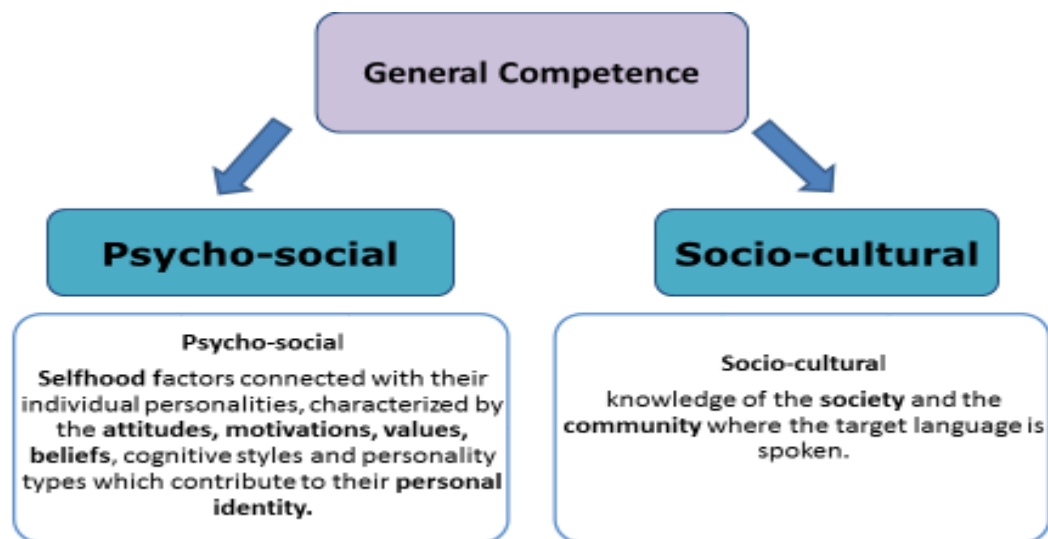 General Competence
Psycho-social
Socio-cultural
Psycho-social
Selfhood factors connected with their
individual personalities, characterized by
the attitudes, motivations, values,
beliefs, cognitive styles and personality
types which contribute to their personal
identity.
Socio-cultural
knowledge of the society and the
community where the target language is
spoken.